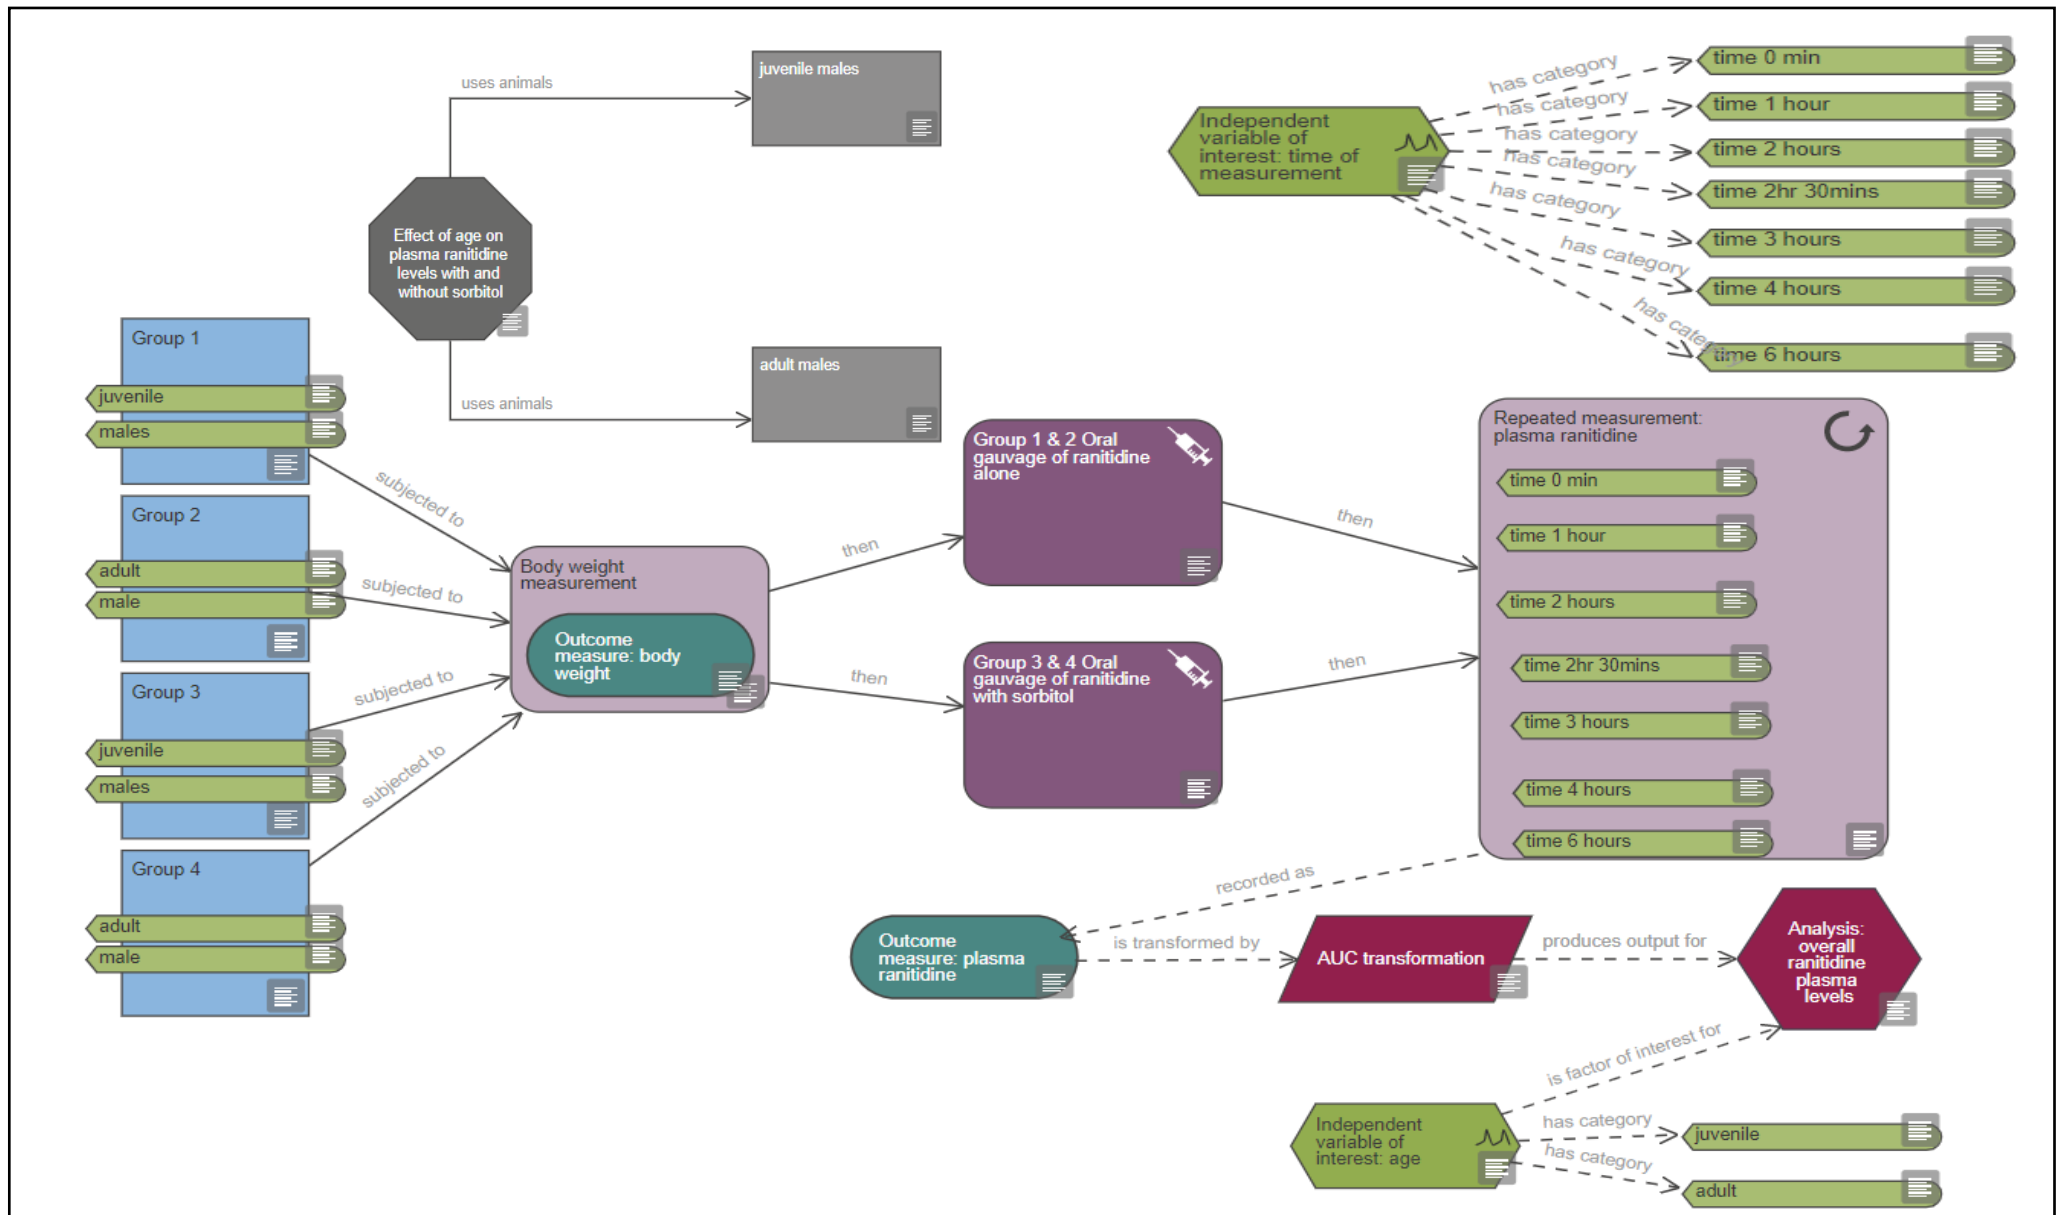 uses animals
juvenile males
Effect of age on
plasma ranitidine
levels with and
without sorbitol
uses animals
adult males
Independent
variable of
interest: time of
measurement
has category
has category
has category
has category
has category
has category
has category
time 0 min
time 1 hour
time 2 hours
time 2hr 30mins
time 3 hours
time 4 hours
time 6 hours
Group 1
juvenile
males
Group 2
adult
male
Group 3
juvenile
males
Group 4
adult
male
subjected to
subjected to
subjected to
subjected to
Body weight
measurement
Outcome
measure: body
weight
then
then
Group 1 & 2 Oral
gauvage of ranitidine
alone
Group 3 & 4 Oral
gauvage of ranitidine
with sorbitol
then
then
Repeated measurement:
plasma ranitidine
time 0 min
time 1 hour
time 2 hours
time 2hr 30mins
time 3 hours
time 4 hours
time 6 hours
recorded as
Outcome
measure: plasma
ranitidine
is transformed by
AUC transformation
produces output for
Analysis:
overall
ranitidine
plasma
levels
is factor of interest for
Independent
variable of
interest: age
has category
has category
juvenile
adult